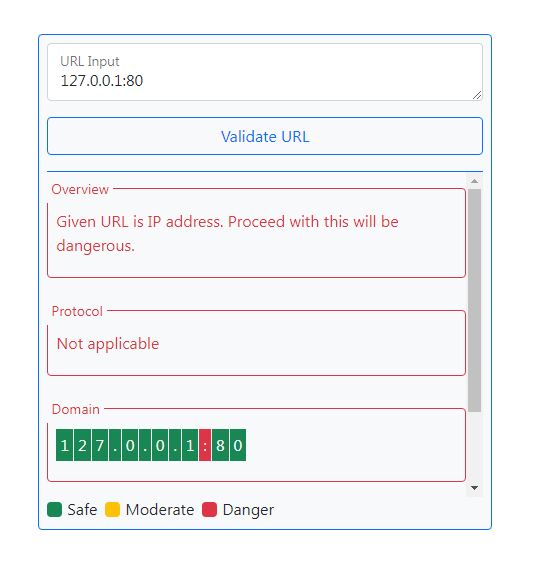 URL Input
127.0.0.1:80
Validate URL
Overview
Given URL is IP address. Proceed with this will be
dangerous.
Protocol
Not applicable
Domain
127.0.0.1:80
Safe Moderate Danger